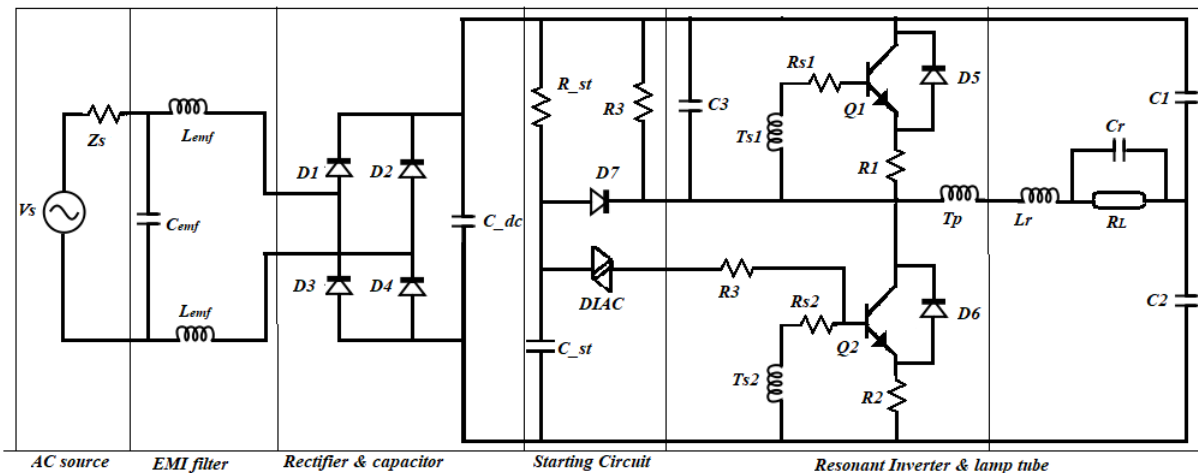 Vs
Zs
Lemf
Cemf
Lemf
D1
D2
D3
D4
C_dc
R_st
R3
D7
DIAC
C_st
C3
Rs1
Ts1
Q1
D5
R1
Tp
Lr
Cr
RL
C1
C2
R3
Rs2
Ts2
Q2
D6
R2
AC source
EMI filter
Rectifier & capacitor
Starting Circuit
Resonant Inverter & lamp tube